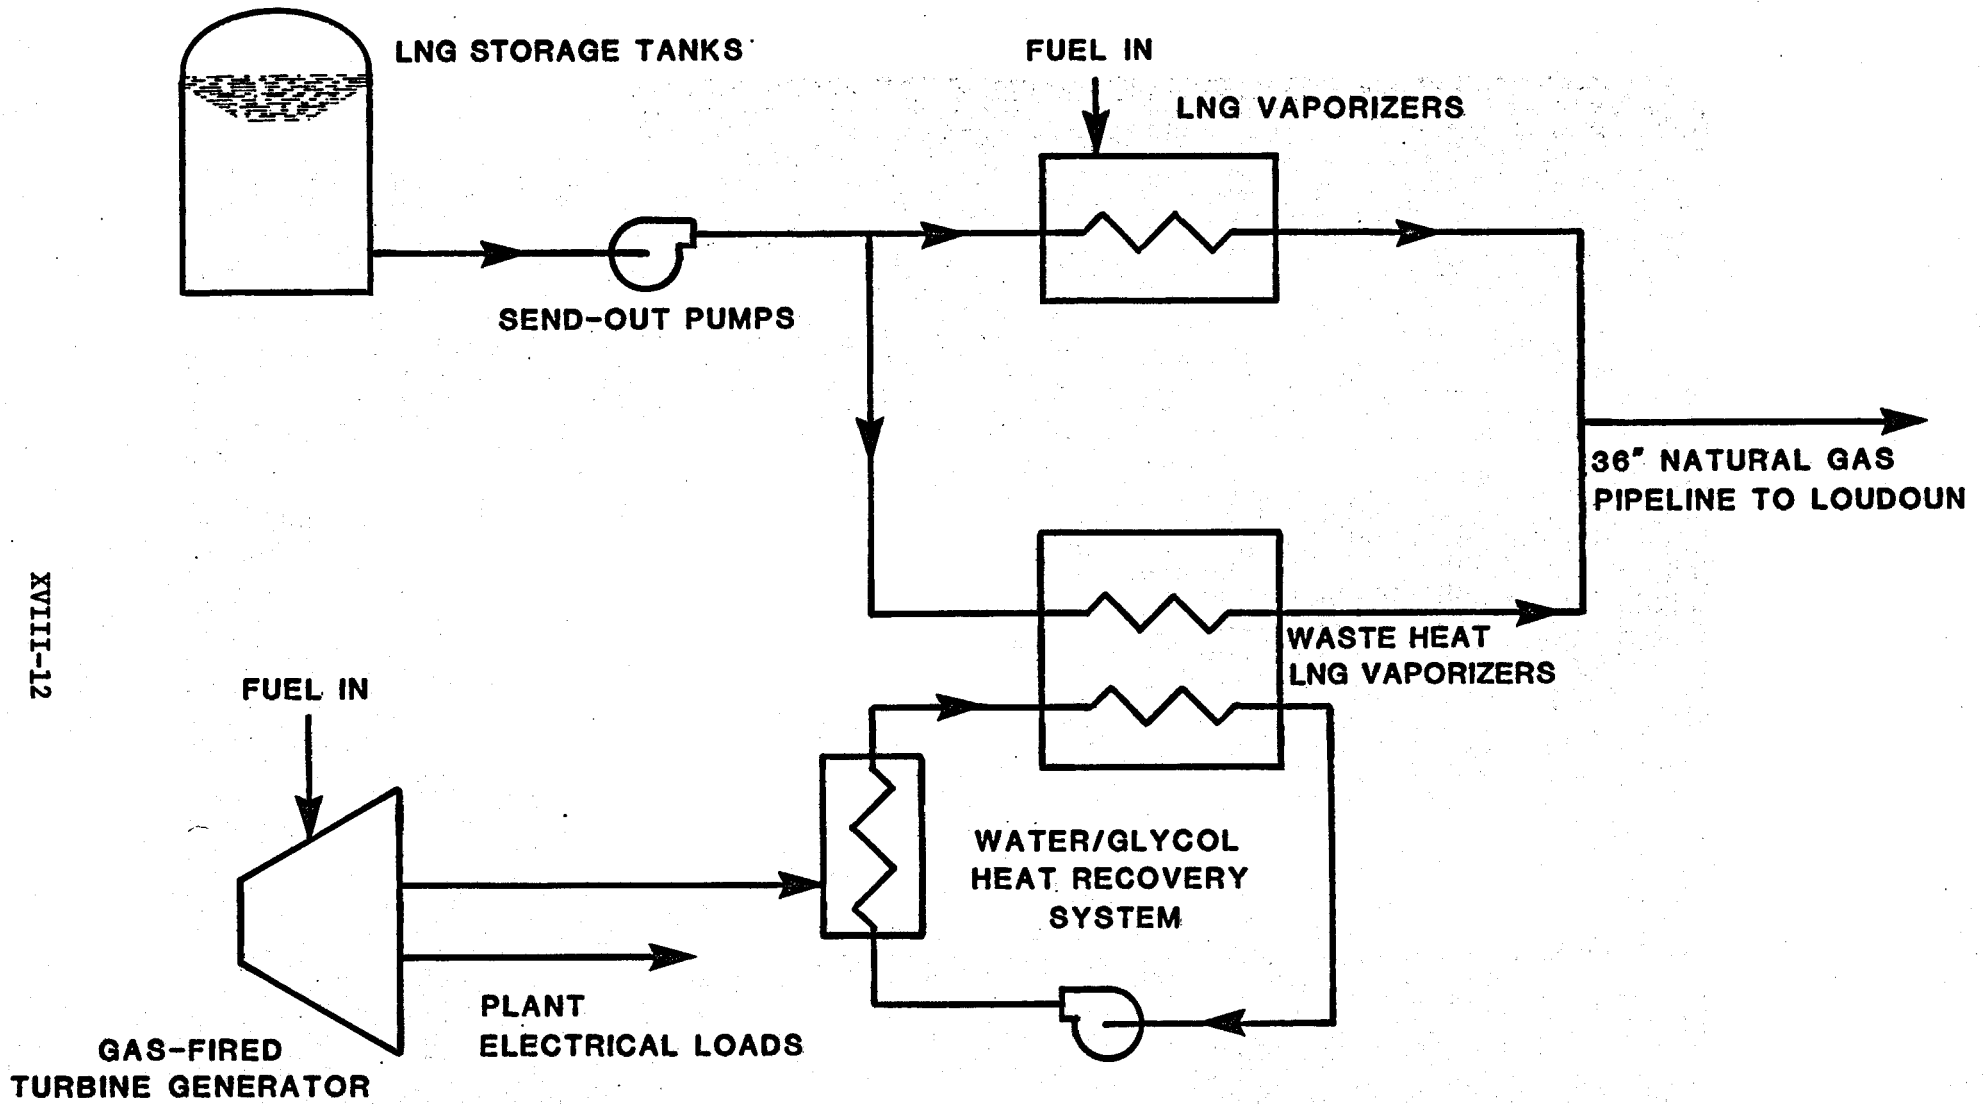 LNG STORAGE TANKS
FUEL IN
LNG VAPORIZERS
SEND-OUT PUMPS
36" NATURAL GAS
PIPELINE TO LOUDOUN
WASTE HEAT
LNG VAPORIZERS
XVIII-12
FUEL IN
WATER/GLYCOL
HEAT RECOVERY
SYSTEM
PLANT
ELECTRICAL LOADS
GAS-FIRED
TURBINE GENERATOR